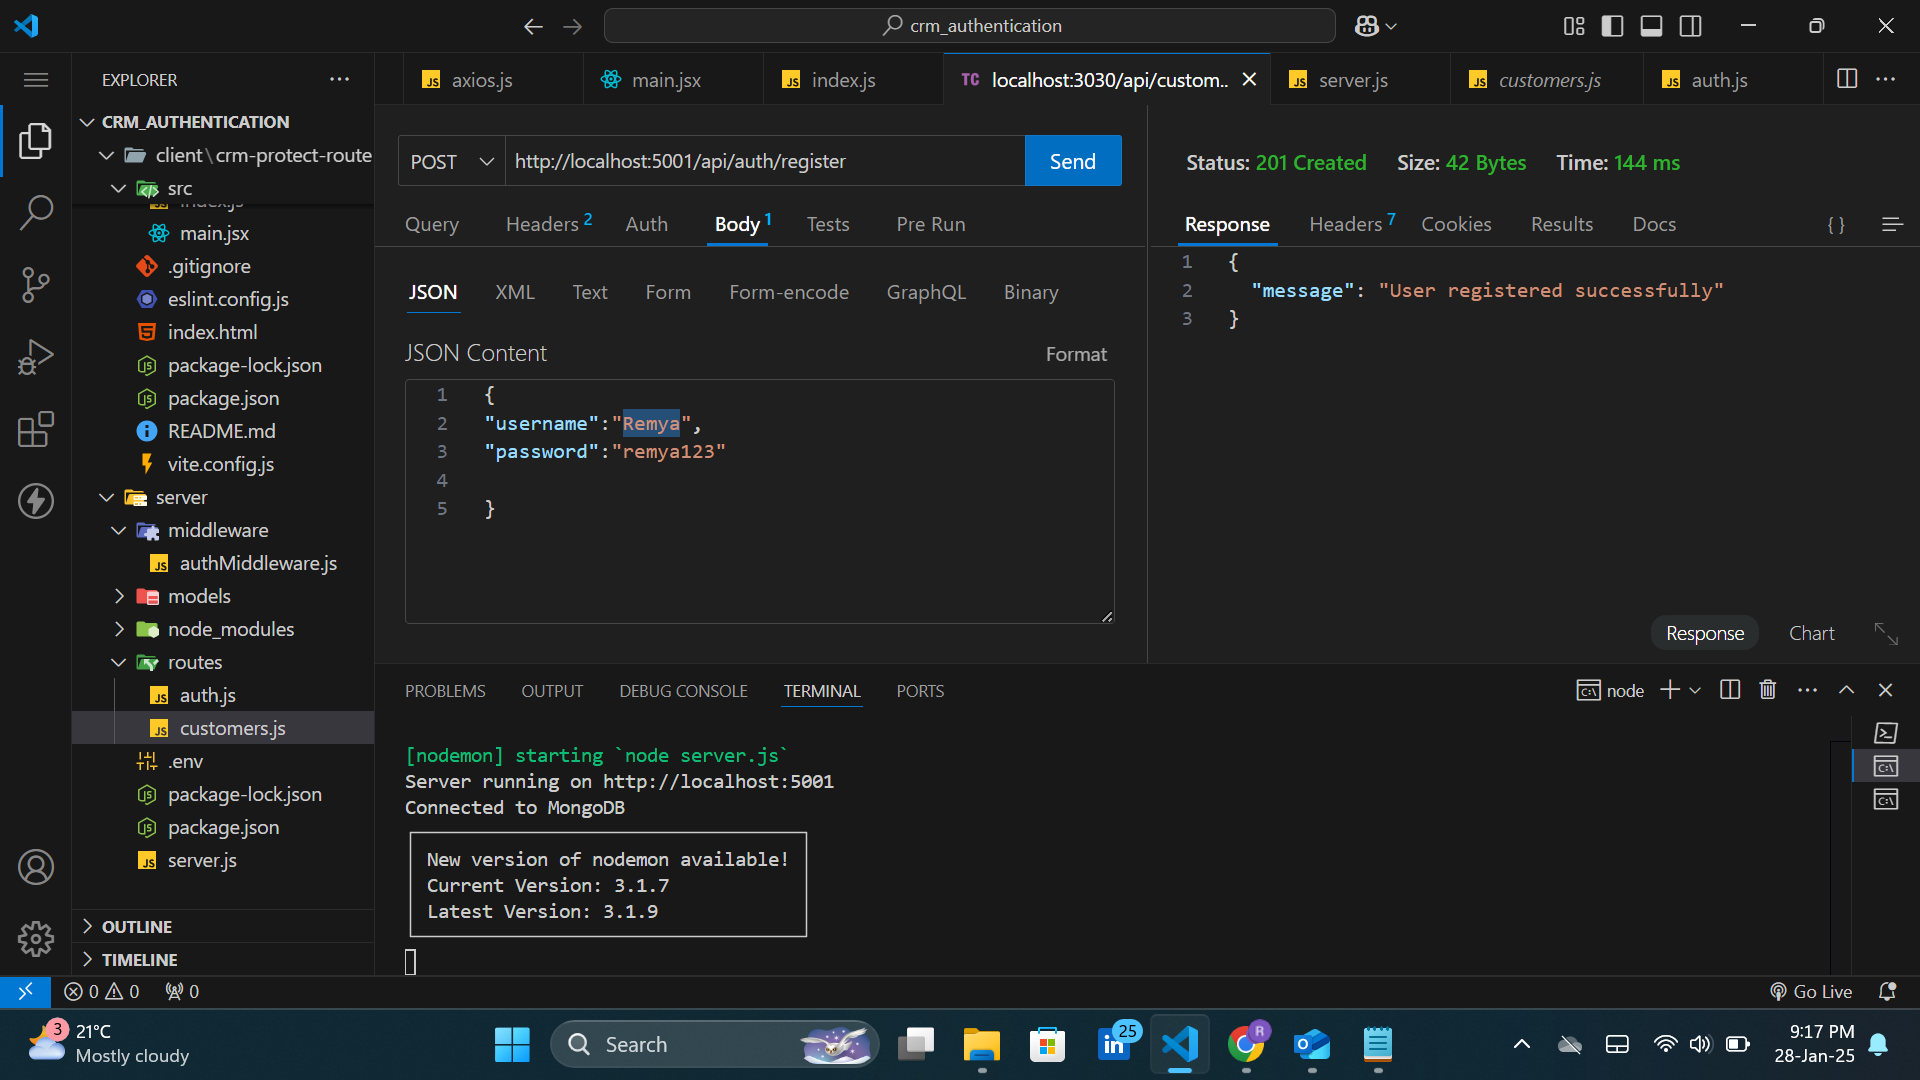 crm_authentication
EXPLORER
axios.js
main.jsx
index.js
TC localhost:3030/api/custom..
server.js
customers.js
auth.js
CRM_AUTHENTICATION
client\crm-protect-route
src
index.js
main.jsx
.gitignore
eslint.config.js
index.html
package-lock.json
package.json
README.md
vite.config.js
server
middleware
authMiddleware.js
models
node_modules
routes
auth.js
customers.js
.env
package-lock.json
package.json
server.js
OUTLINE
TIMELINE
POST
http://localhost:5001/api/auth/register
Send
Query
Headers 2
Auth
Body 1
Tests
Pre Run
JSON
XML
Text
Form
Form-encode
GraphQL
Binary
JSON Content
Format
1 {
2 "username":"Remya",
3 "password":"remya123"
4
5 }
Status: 201 Created Size: 42 Bytes Time: 144 ms
Response
Headers 7
Cookies
Results
Docs
{ }
1 {
2 "message": "User registered successfully"
3 }
Response
Chart
PROBLEMS
OUTPUT
DEBUG CONSOLE
TERMINAL
PORTS
node
[nodemon] starting `node server.js`
Server running on http://localhost:5001
Connected to MongoDB
New version of nodemon available!
Current Version: 3.1.7
Latest Version: 3.1.9
0 0
0
Go Live
3
21°C
Mostly cloudy
Search
25
R
9:17 PM
28-Jan-25